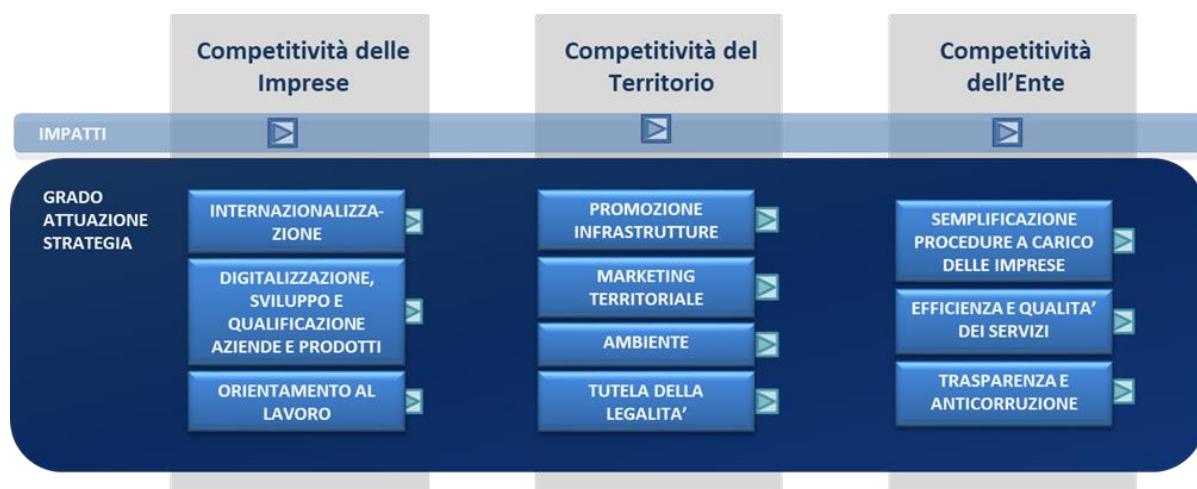 Competitività delle
Imprese
Competitività del
Territorio
Competitività
dell'Ente
IMPATTI
GRADO
ATTUAZIONE
STRATEGIA
INTERNAZIONALIZZA-
ZIONE
DIGITALIZZAZIONE,
SVILUPPO E
QUALIFICAZIONE
AZIENDE E PRODOTTI
ORIENTAMENTO AL
LAVORO
PROMOZIONE
INFRASTRUTTURE
MARKETING
TERRITORIALE
AMBIENTE
TUTELA DELLA
LEGALITA'
SEMPLIFICAZIONE
PROCEDURE A CARICO
DELLE IMPRESE
EFFICIENZA E QUALITA'
DEI SERVIZI
TRASPARENZA E
ANTICORRUZIONE